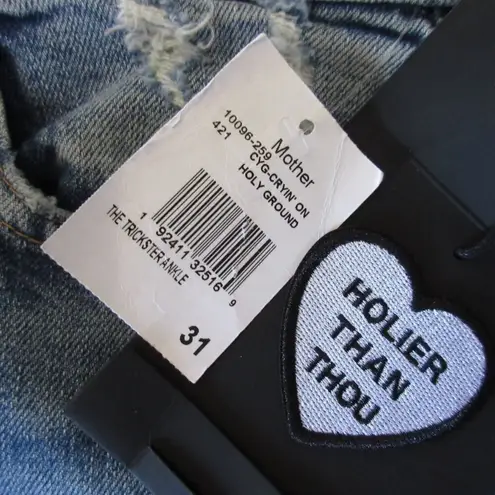 Mother
10096-259
421
CYG-CRYIN' ON
HOLY GROUND
1 92411 32516 9
THE TRICKSTER ANKLE
31
HOLIER
THAN
THOU